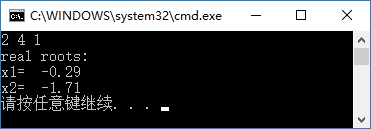 C:\WINDOWS\system32\cmd.exe
2 4 1
real roots:
x1=  -0.29
x2=  -1.71
请按任意键继续. . .